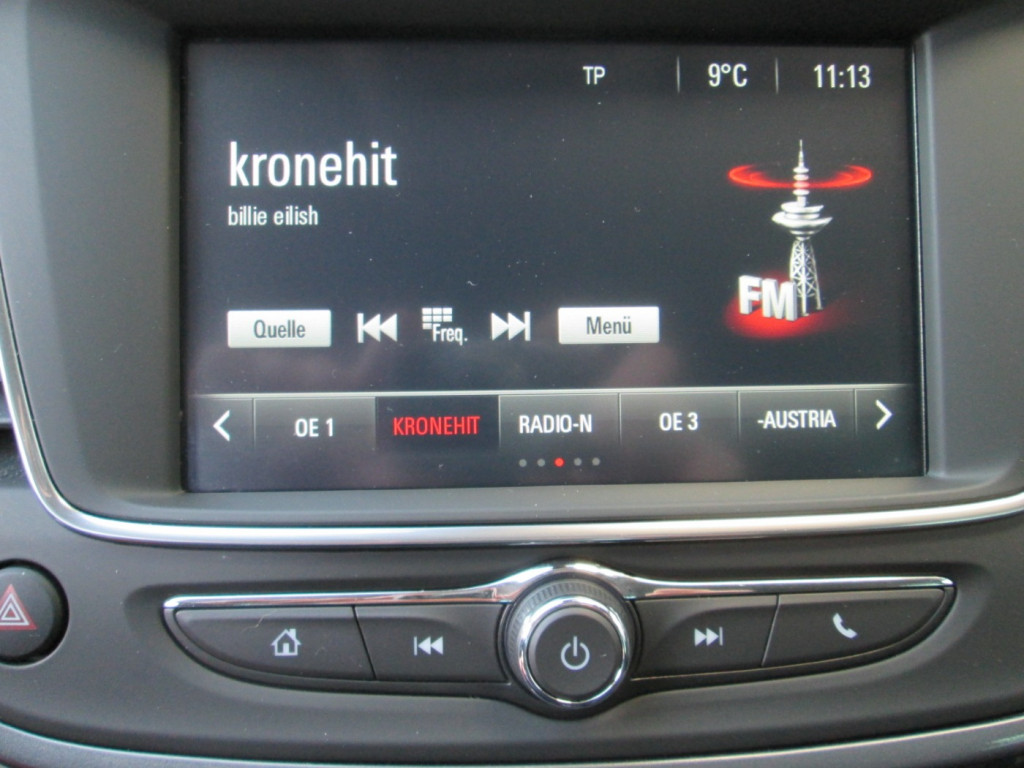 TP 9°C 11:13
kronehit
billie eilish
FM
Quelle Freq. Menü
OE 1 KRONEHIT RADIO-N OE 3 -AUSTRIA